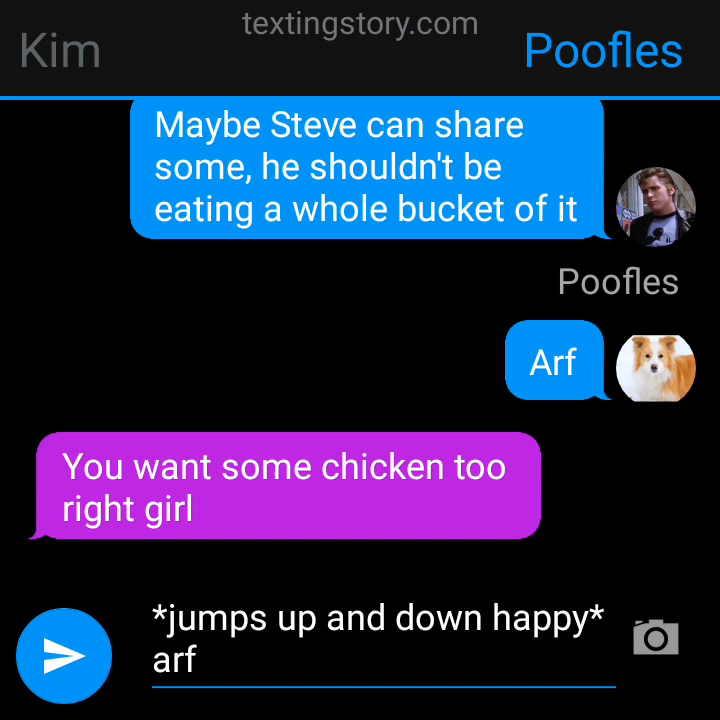 textingstory.com
Kim
Poofles
Maybe Steve can share
some, he shouldn't be
eating a whole bucket of it
Poofles
Arf
You want some chicken too
right girl
*jumps up and down happy*
arf